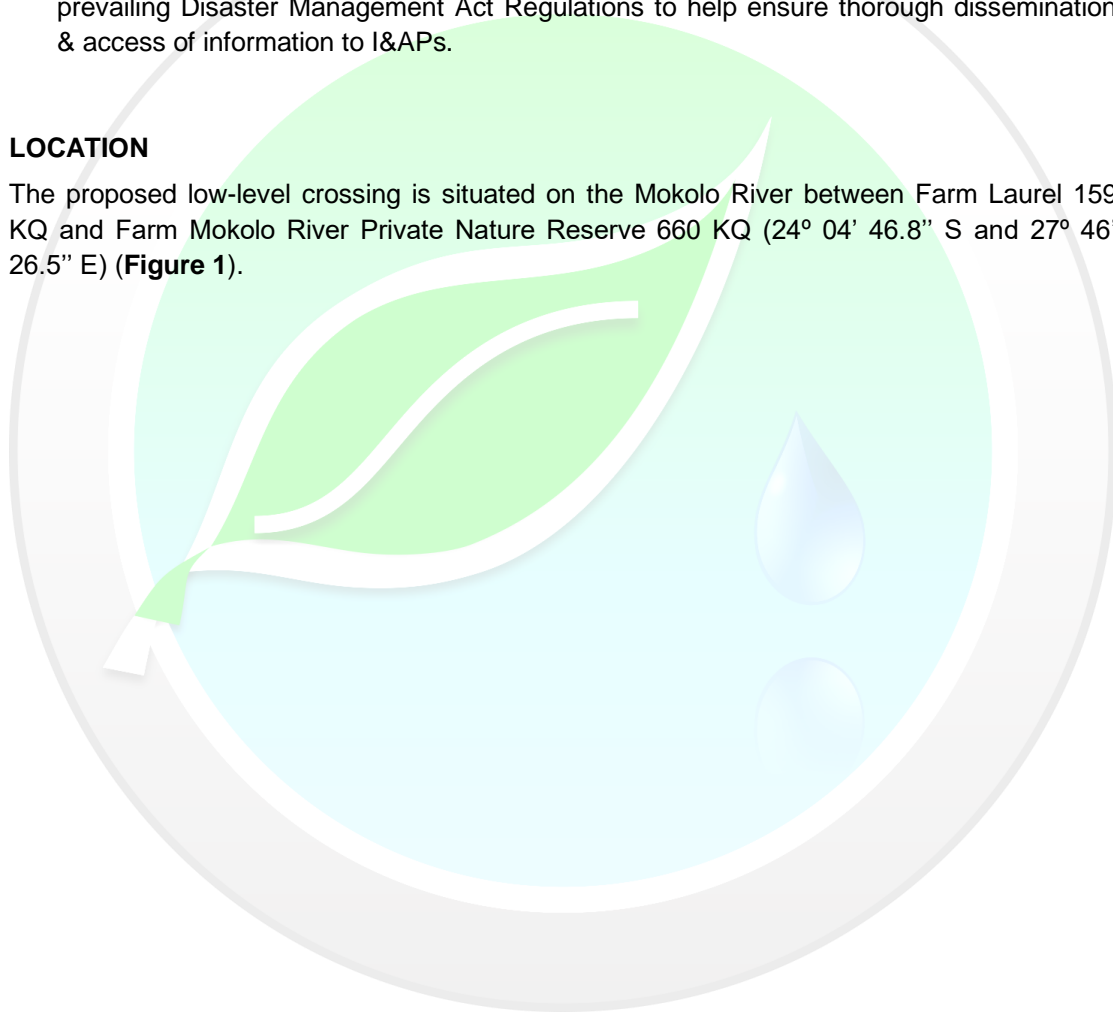 prevailing Disaster Management Act Regulations to help ensure thorough dissemination
& access of information to I&APs.
LOCATION
The proposed low-level crossing is situated on the Mokolo River between Farm Laurel 159
KQ and Farm Mokolo River Private Nature Reserve 660 KQ (24º 04’ 46.8’’ S and 27º 46’
26.5’’ E) (Figure 1).